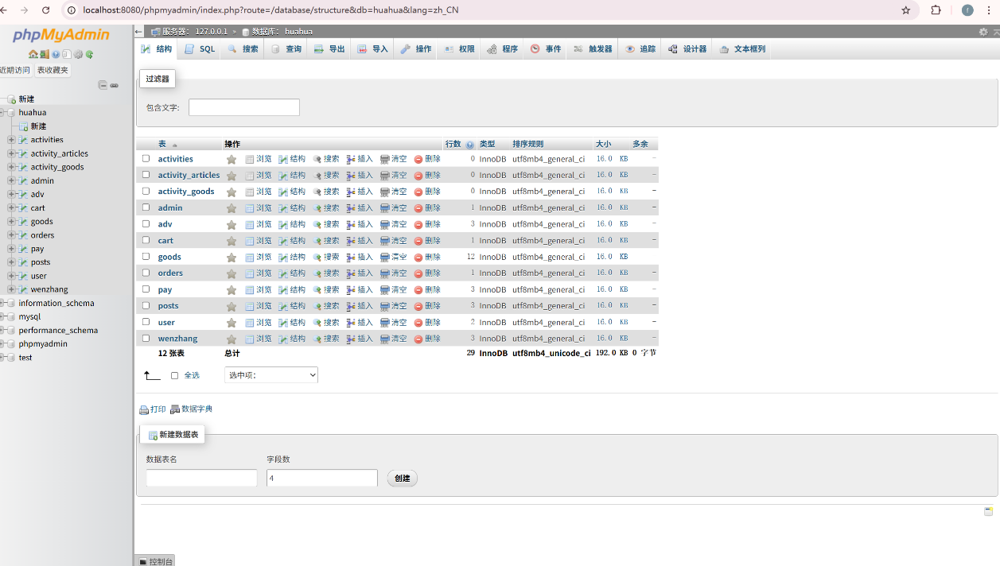 localhost:8080/phpmyadmin/index.php?route=/database/structure&db=huahua&lang=zh_CN
f
phpMyAdmin
近期访问 表收藏夹
新建
huahua
新建
activities
activity_articles
activity_goods
admin
adv
cart
goods
orders
pay
posts
user
wenzhang
information_schema
mysql
performance_schema
phpmyadmin
test
服务器: 127.0.0.1 » 数据库: huahua
结构 SQL 搜索 查询 导出 导入 操作 权限 程序 事件 触发器 追踪 设计器 文本框列
过滤器
包含文字:
表 操作 行数 类型 排序规则 大小 多余
activities 浏览 结构 搜索 插入 清空 删除 0 InnoDB utf8mb4_general_ci 16.0 KB -
activity_articles 浏览 结构 搜索 插入 清空 删除 0 InnoDB utf8mb4_general_ci 16.0 KB -
activity_goods 浏览 结构 搜索 插入 清空 删除 0 InnoDB utf8mb4_general_ci 16.0 KB -
admin 浏览 结构 搜索 插入 清空 删除 1 InnoDB utf8mb4_general_ci 16.0 KB -
adv 浏览 结构 搜索 插入 清空 删除 3 InnoDB utf8mb4_general_ci 16.0 KB -
cart 浏览 结构 搜索 插入 清空 删除 1 InnoDB utf8mb4_general_ci 16.0 KB -
goods 浏览 结构 搜索 插入 清空 删除 12 InnoDB utf8mb4_general_ci 16.0 KB -
orders 浏览 结构 搜索 插入 清空 删除 1 InnoDB utf8mb4_general_ci 16.0 KB -
pay 浏览 结构 搜索 插入 清空 删除 3 InnoDB utf8mb4_general_ci 16.0 KB -
posts 浏览 结构 搜索 插入 清空 删除 3 InnoDB utf8mb4_general_ci 16.0 KB -
user 浏览 结构 搜索 插入 清空 删除 2 InnoDB utf8mb4_general_ci 16.0 KB -
wenzhang 浏览 结构 搜索 插入 清空 删除 3 InnoDB utf8mb4_general_ci 16.0 KB -
12 张表 总计 29 InnoDB utf8mb4_unicode_ci 192.0 KB 0 字节
全选 选中项:
打印 数据字典
新建数据表
数据表名 字段数
4 创建
控制台